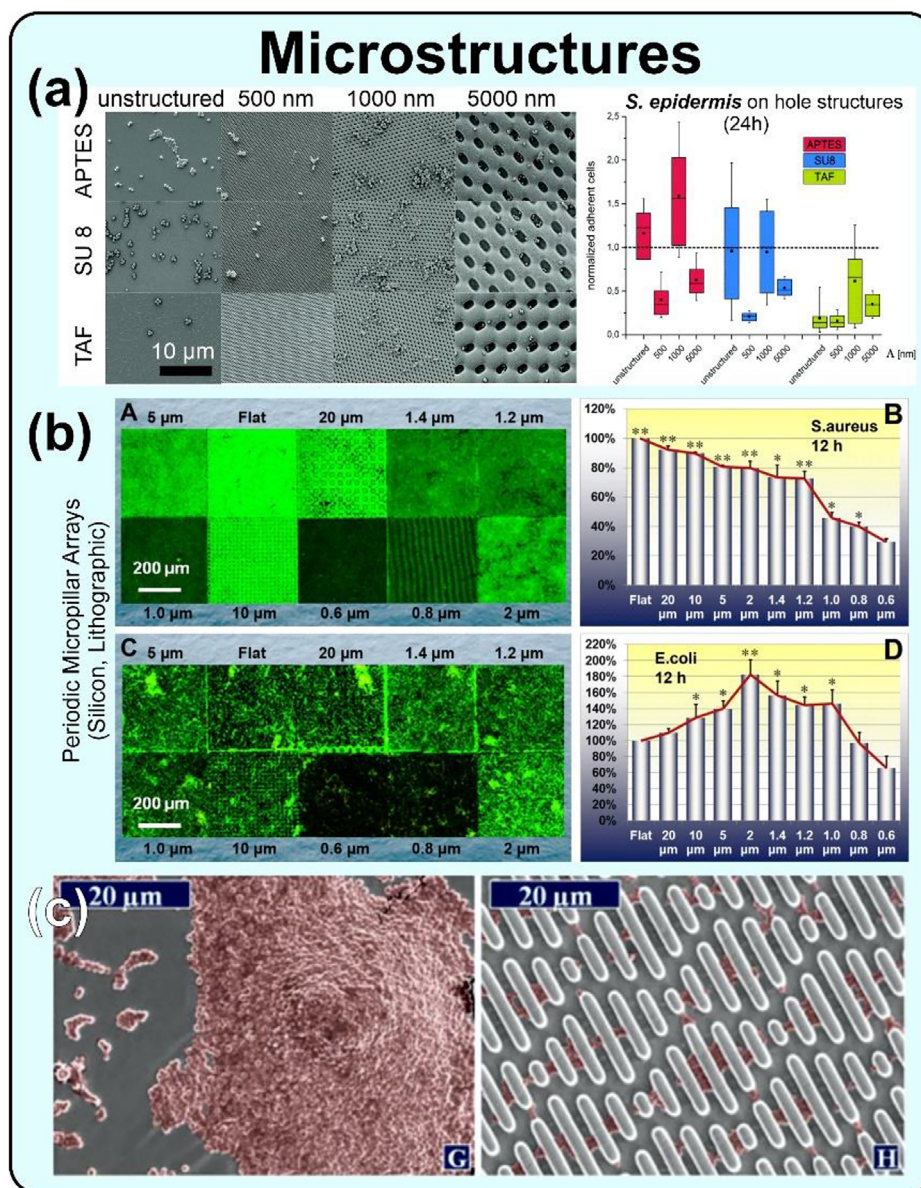 Microstructures
(a)
unstructured 500 nm 1000 nm 5000 nm
APTES
SU 8
TAF
10 µm
S. epidermis on hole structures
(24h)
normalized adherent cells
2,5
2,0
1,5
1,0
0,5
0,0
APTES
SU8
TAF
unstructured 500 1000 5000 unstructured 500 1000 5000 unstructured 500 1000 5000 Λ [nm]
(b)
Periodic Micropillar Arrays
(Silicon, Lithographic)
A
5 µm Flat 20 µm 1.4 µm 1.2 µm
200 µm
1.0 µm 10 µm 0.6 µm 0.8 µm 2 µm
B
S.aureus
12 h
120%
100%
80%
60%
40%
20%
0%
** ** ** ** ** * ** * *
Flat 20 10 5 2 1.4 1.2 1.0 0.8 0.6
µm µm µm µm µm µm µm µm µm
C
5 µm Flat 20 µm 1.4 µm 1.2 µm
200 µm
1.0 µm 10 µm 0.6 µm 0.8 µm 2 µm
D
E.coli
12 h
220%
200%
180%
160%
140%
120%
100%
80%
60%
40%
20%
0%
* * ** * * *
Flat 20 10 5 2 1.4 1.2 1.0 0.8 0.6
µm µm µm µm µm µm µm µm µm
(c)
20 µm
G
20 µm
H